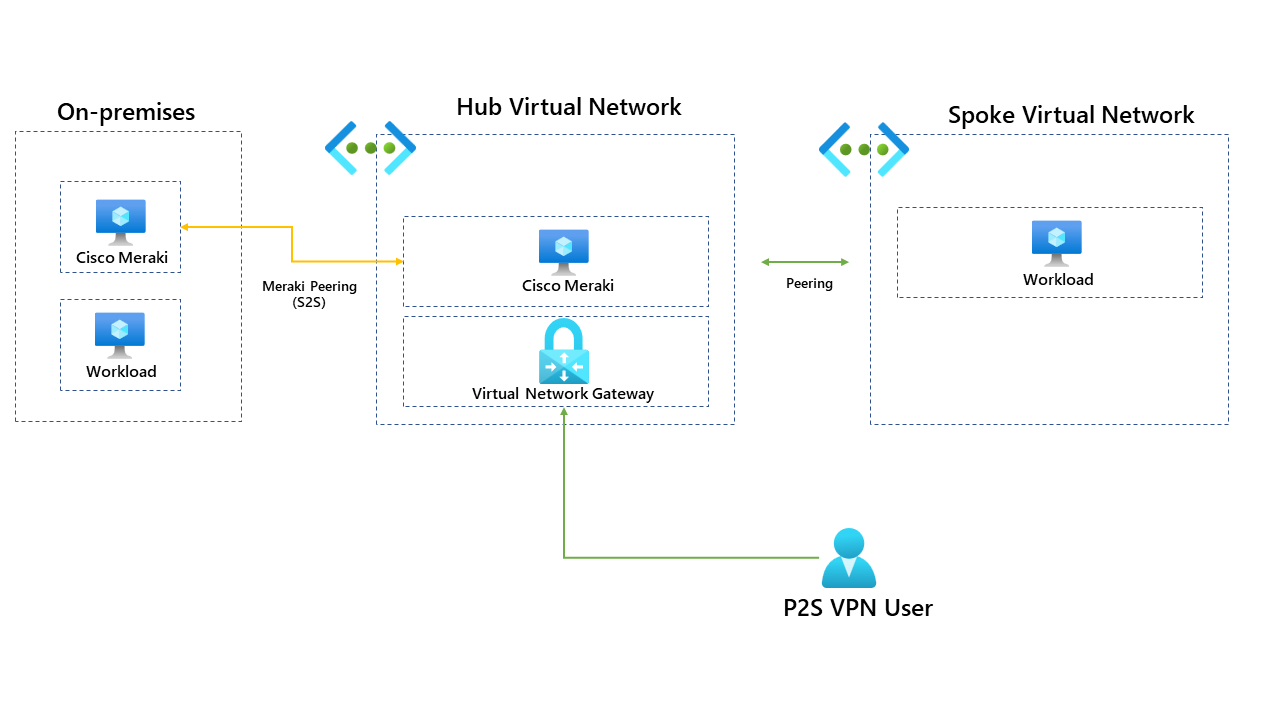 On-premises
Hub Virtual Network
Spoke Virtual Network
Cisco Meraki
Workload
Meraki Peering
(S2S)
Cisco Meraki
Virtual Network Gateway
Peering
Workload
P2S VPN User